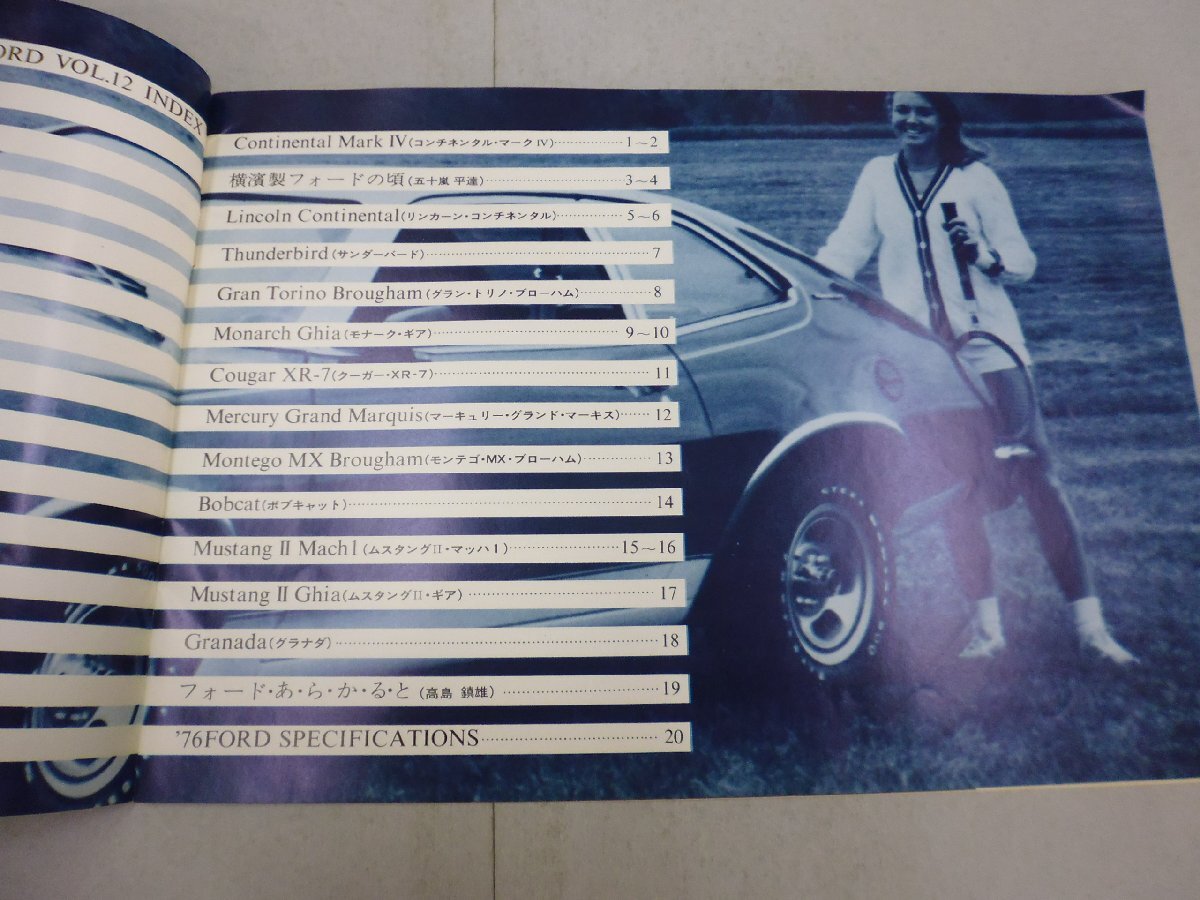 ORD VOL.12 INDEX
Continental Mark IV(コンチネンタル・マーク IV)……………1～2
横濱製フォードの頃(五十嵐 平達)……………3～4
Lincoln Continental(リンカーン・コンチネンタル)……………5～6
Thunderbird(サンダーバード)……………7
Gran Torino Brougham(グラン・トリノ・ブローハム)……………8
Monarch Ghia(モナーク・ギア)……………9～10
Cougar XR-7(クーガー・XR-7)……………11
Mercury Grand Marquis(マーキュリー・グランド・マーキス)……12
Montego MX Brougham(モンテゴ・MX・ブローハム)……………13
Bobcat(ボブキャット)……………14
Mustang II Mach1(ムスタングII・マッハ1)……………15～16
Mustang II Ghia(ムスタングII・ギア)……………17
Granada(グラナダ)……………18
フォード・あ・ら・か・る・と(高島 鎮雄)……………19
'76FORD SPECIFICATIONS……………20